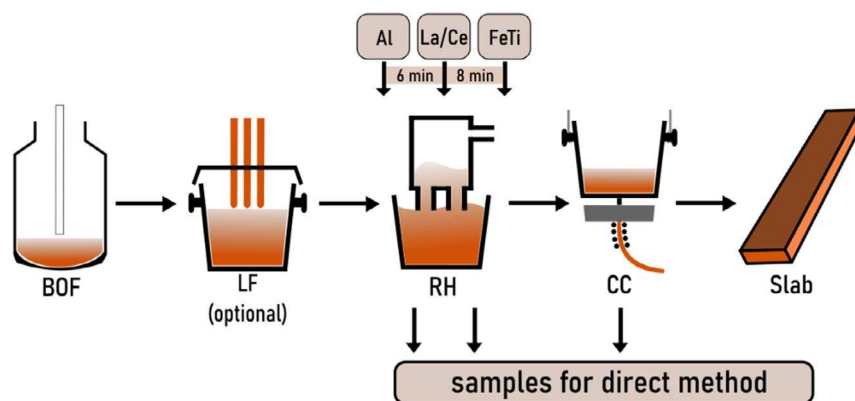 Al La/Ce FeTi
6 min 8 min
BOF LF RH CC Slab
(optional)
samples for direct method